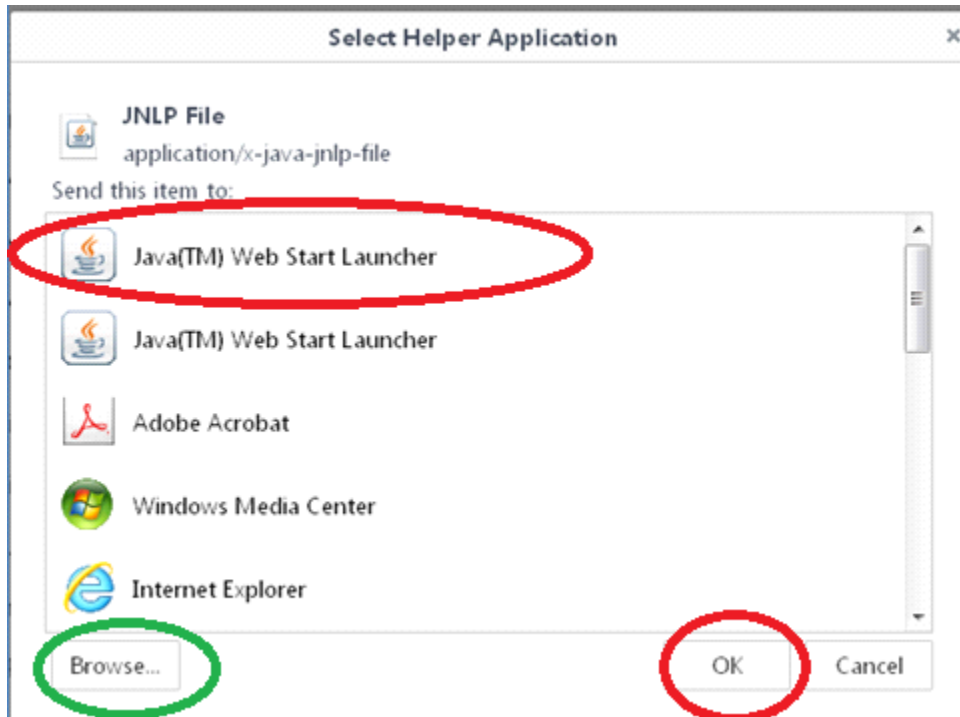 Select Helper Application
JNLP File
application/x-java-jnlp-file
Send this item to:
Java(TM) Web Start Launcher
Java(TM) Web Start Launcher
Adobe Acrobat
Windows Media Center
Internet Explorer
Browse... OK Cancel